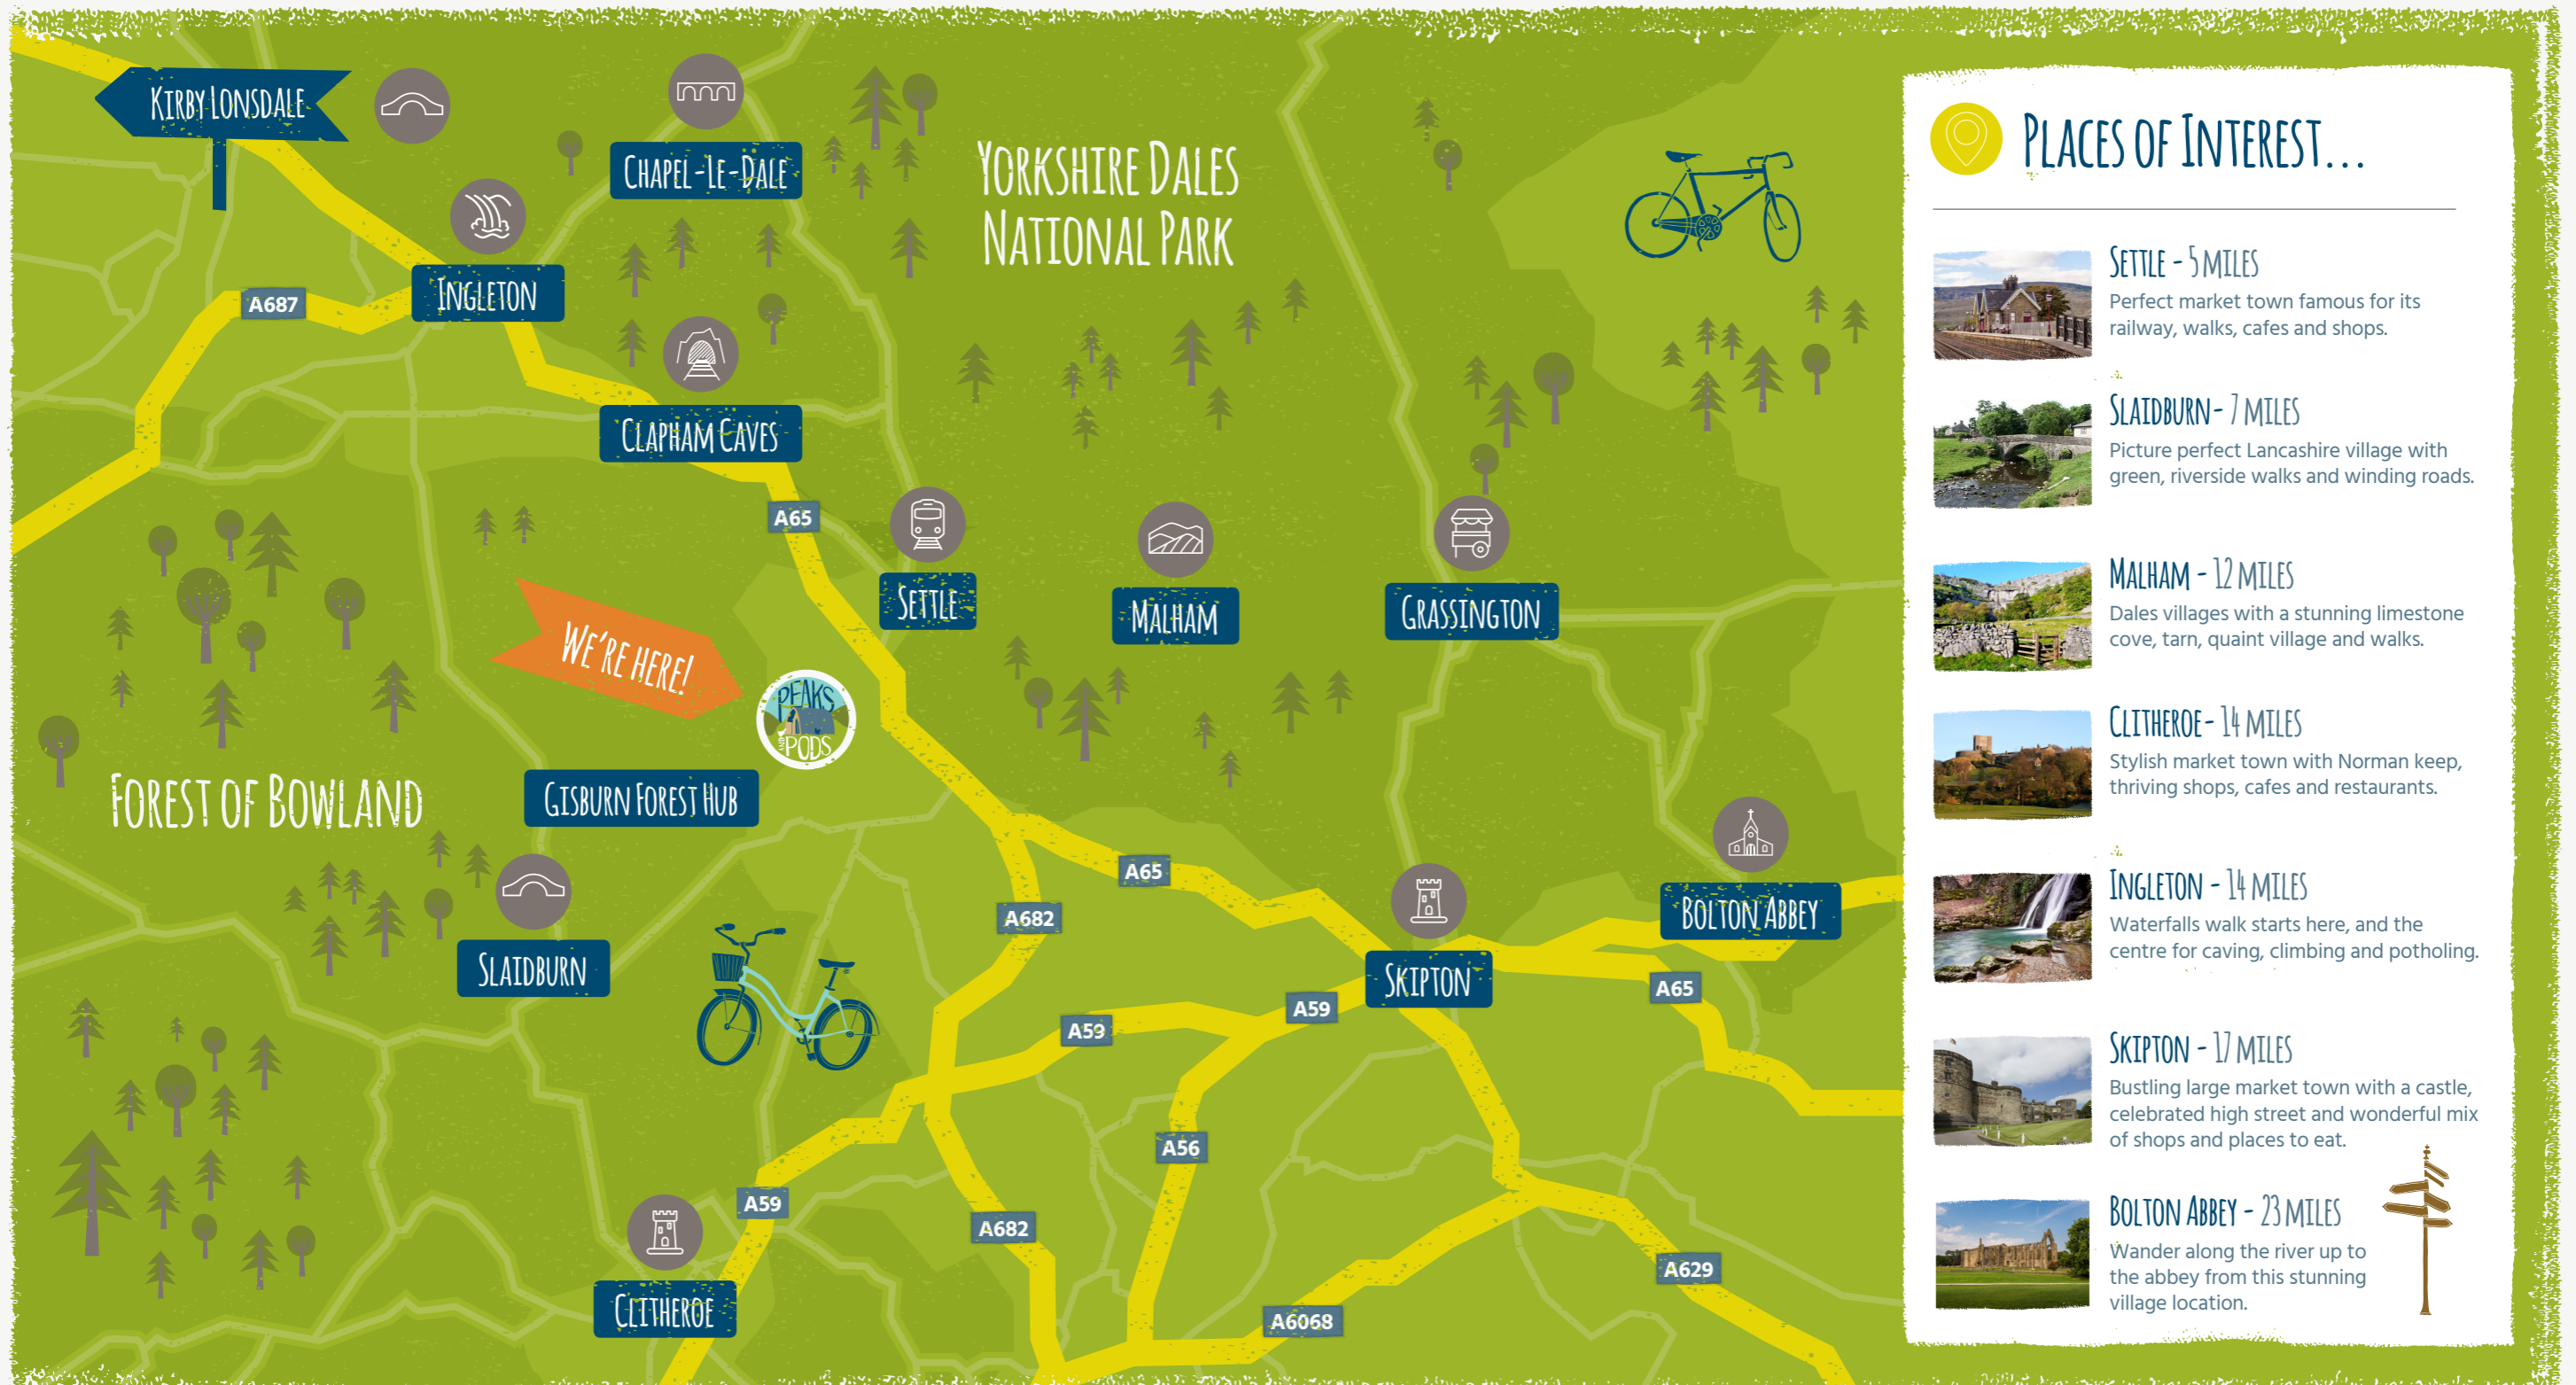 KIRBY LONSDALE
CHAPEL-LE-DALE
YORKSHIRE DALES
NATIONAL PARK
INGLETON
A687
CLAPHAM CAVES
A65
SETTLE
MALHAM
GRASSINGTON
WE'RE HERE!
PEAKS
AND
PODS
FOREST OF BOWLAND
GISBURN FOREST HUB
A65
A682
BOLTON ABBEY
SLAIDBURN
SKIPTON
A65
A59
A59
A56
A59
A682
CLITHEROE
A629
A6068
PLACES OF INTEREST...
SETTLE - 5 MILES
Perfect market town famous for its
railway, walks, cafes and shops.
SLAIDBURN- 7 MILES
Picture perfect Lancashire village with
green, riverside walks and winding roads.
MALHAM - 12 MILES
Dales villages with a stunning limestone
cove, tarn, quaint village and walks.
CLITHEROE- 14 MILES
Stylish market town with Norman keep,
thriving shops, cafes and restaurants.
INGLETON - 14 MILES
Waterfalls walk starts here, and the
centre for caving, climbing and potholing.
SKIPTON - 17 MILES
Bustling large market town with a castle,
celebrated high street and wonderful mix
of shops and places to eat.
BOLTON ABBEY - 23 MILES
Wander along the river up to
the abbey from this stunning
village location.